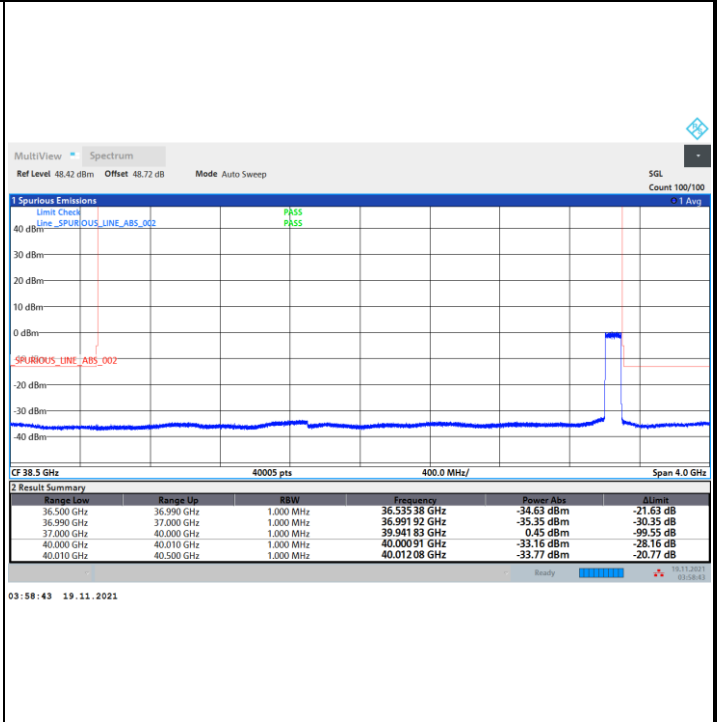 MultiView Spectrum
Ref Level 48.42 dBm Offset 48.72 dB Mode Auto Sweep SGL
Count 100/100
1 Spurious Emissions 1 Avg
Limit Check PASS
Line _SPURIOUS_LINE_ABS_002 PASS
40 dBm
30 dBm
20 dBm
10 dBm
0 dBm
_SPURIOUS_LINE_ABS_002
-20 dBm
-30 dBm
-40 dBm
CF 38.5 GHz 40005 pts 400.0 MHz/ Span 4.0 GHz
2 Result Summary
Range Low Range Up RBW Frequency Power Abs ΔLimit
36.500 GHz 36.990 GHz 1.000 MHz 36.535 38 GHz -34.63 dBm -21.63 dB
36.990 GHz 37.000 GHz 1.000 MHz 36.991 92 GHz -35.35 dBm -30.35 dB
37.000 GHz 40.000 GHz 1.000 MHz 39.941 83 GHz 0.45 dBm -99.55 dB
40.000 GHz 40.010 GHz 1.000 MHz 40.000 91 GHz -33.16 dBm -28.16 dB
40.010 GHz 40.500 GHz 1.000 MHz 40.012 08 GHz -33.77 dBm -20.77 dB
Ready 19.11.2021
03:58:43
03:58:43 19.11.2021